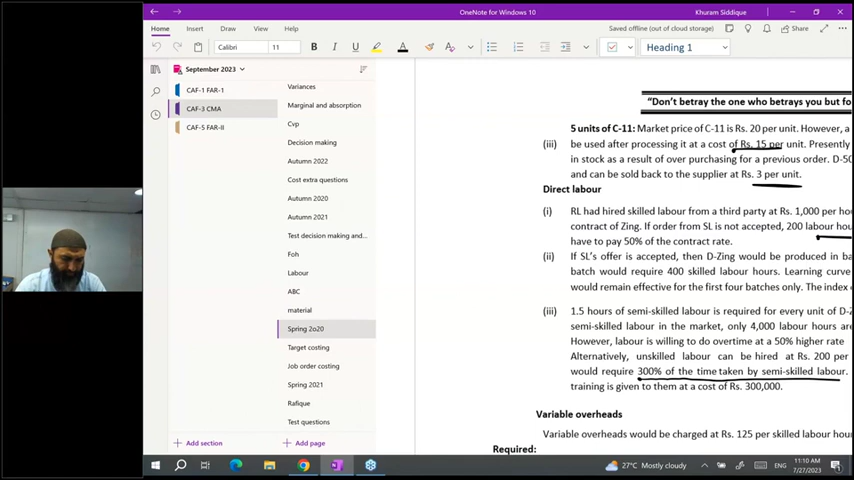 OneNote for Windows 10
Khuram Siddique
Home
Insert
Draw
View
Help
Saved offline (out of cloud storage)
Share
Calibri
11
B
I
U
A
A
Heading 1
September 2023
CAF-1 FAR-1
CAF-3 CMA
CAF-5 FAR-II
Variances
Marginal and absorption
Cvp
Decision making
Autumn 2022
Cost extra questions
Autumn 2020
Autumn 2021
Test decision making and...
Foh
Labour
ABC
material
Spring 2o20
Target costing
Job order costing
Spring 2021
Rafique
Test questions
+ Add section
+ Add page
"Don't betray the one who betrays you but fo
5 units of C-11: Market price of C-11 is Rs. 20 per unit. However, a
(iii) be used after processing it at a cost of Rs. 15 per unit. Presently
in stock as a result of over purchasing for a previous order. D-50
and can be sold back to the supplier at Rs. 3 per unit.
Direct labour
(i) RL had hired skilled labour from a third party at Rs. 1,000 per ho
contract of Zing. If order from SL is not accepted, 200 labour hou
have to pay 50% of the contract rate.
(ii) If SL's offer is accepted, then D-Zing would be produced in ba
batch would require 400 skilled labour hours. Learning curve
would remain effective for the first four batches only. The index
(iii) 1.5 hours of semi-skilled labour is required for every unit of D-Z
semi-skilled labour in the market, only 4,000 labour hours are
However, labour is willing to do overtime at a 50% higher rate
Alternatively, unskilled labour can be hired at Rs. 200 per
would require 300% of the time taken by semi-skilled labour.
training is given to them at a cost of Rs. 300,000.
Variable overheads
Variable overheads would be charged at Rs. 125 per skilled labour hou
Required:
27°C Mostly cloudy
ENG
11:10 AM
7/27/2023